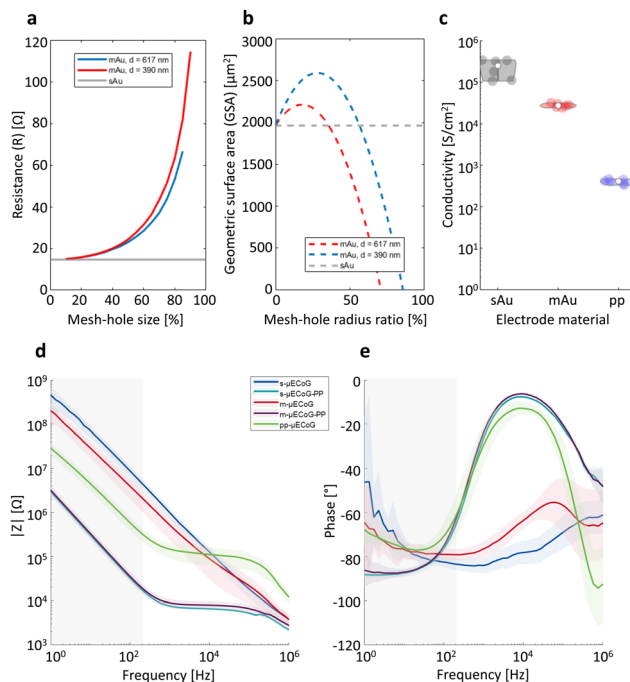 a
Resistance (R) [Ω]
160
140
120
100
80
60
40
20
0
mAu, d = 617 nm
mAu, d = 390 nm
sAu
0 20 40 60 80 100
Mesh-hole size [%]
b
Geometric surface area (GSA) [μm²]
3000
2500
2000
1500
1000
500
0
mAu, d = 617 nm
mAu, d = 390 nm
sAu
0 50 100
Mesh-hole radius ratio [%]
c
Conductivity [S/cm²]
10⁶
10⁵
10⁴
10³
10²
10¹
10⁰
sAu mAu pp
Electrode material
d
|Z| [Ω]
10⁹
10⁸
10⁷
10⁶
10⁵
10⁴
10³
s-μECoG
s-μECoG-PP
m-μECoG
m-μECoG-PP
pp-μECoG
10⁰ 10² 10⁴ 10⁶
Frequency [Hz]
e
Phase [°]
0
-20
-40
-60
-80
-100
-120
10⁰ 10² 10⁴ 10⁶
Frequency [Hz]